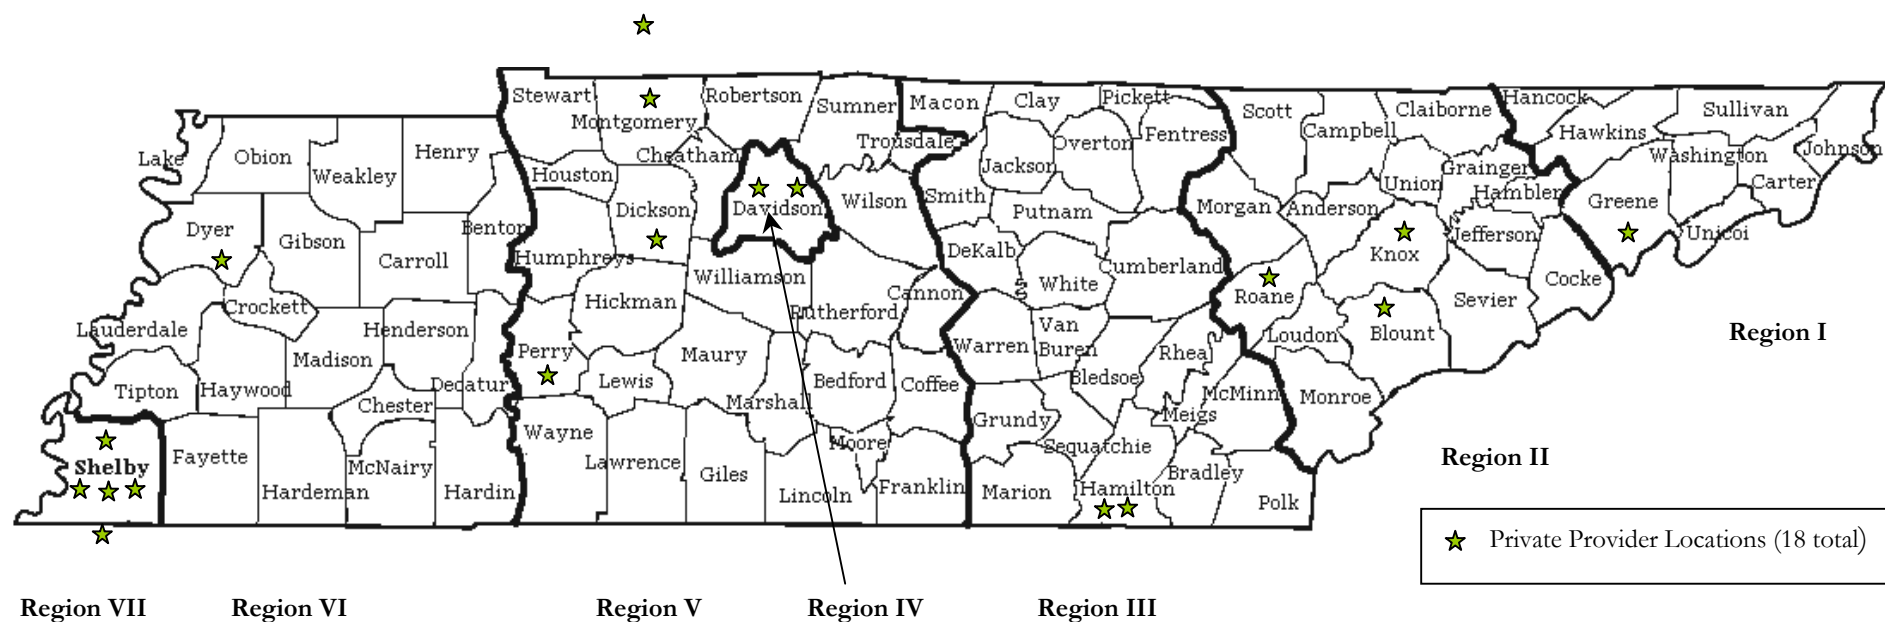 Stewart
Robertson
Sumner
Macon
Clay
Pickett
Scott
Claiborne
Hancock
Sullivan
Montgomery
Trousdale
Overton
Fentress
Campbell
Hawkins
Lake
Obion
Weakley
Henry
Cheatham
Houston
Jackson
Grainger
Washington
Johnson
Union
Hambler
Carter
Dickson
Davidson
Wilson
Smith
Putnam
Morgan
Anderson
Greene
Dyer
Gibson
Benton
Humphreys
Carroll
DeKalb
Knox
Jefferson
Unicoi
Williamson
White
Cumberland
Cocke
Crockett
Hickman
Cannon
Rutherford
Roane
Sevier
Lauderdale
Henderson
Van
Buren
Loudon
Blount
Region I
Madison
Perry
Maury
Warren
Rhea
Tipton
Haywood
Decatur
Lewis
Bedford
Coffee
Bledsoe
McMinn
Monroe
Chester
Marshall
Grundy
Meigs
Shelby
Fayette
McNairy
Wayne
Lawrence
Giles
Moore
Sequatchie
Bradley
Region II
Hardeman
Hardin
Lincoln
Franklin
Marion
Hamilton
Polk
Private Provider Locations (18 total)
Region VII
Region VI
Region V
Region IV
Region III